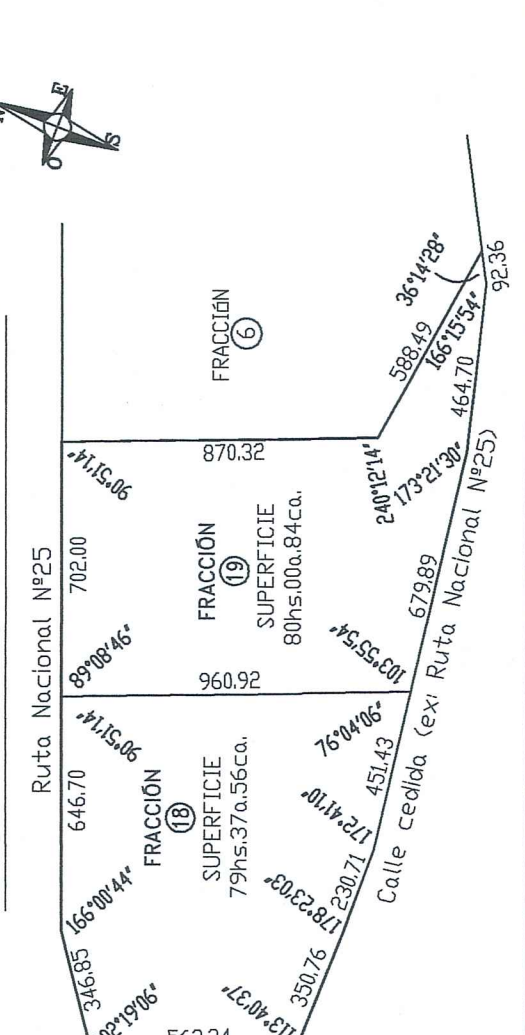 N
E
S
O
Ruta Nacional Nº25
646.70
702.00
346.85
166°00'44"
90°51'14"
89°08'46"
90°51'14"
FRACCIÓN
18
SUPERFICIE
79hs.37a.56ca.
960.92
FRACCIÓN
19
SUPERFICIE
80hs.00a.84ca.
870.32
FRACCIÓN
6
02°19'06"
113°40'37"
178°23'03"
172°41'10"
76°04'06"
103°55'54"
240°12'14"
173°21'30"
166°15'54"
36°14'28"
350.76
230.71
451.43
679.89
464.70
588.49
92.36
Calle cedida (ex: Ruta Nacional Nº25)